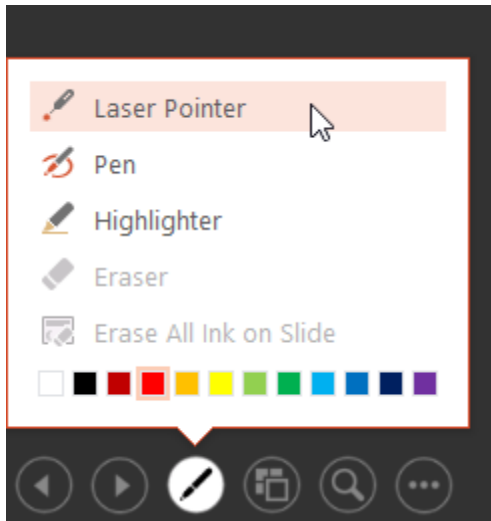 Laser Pointer
Pen
Highlighter
Eraser
Erase All Ink on Slide